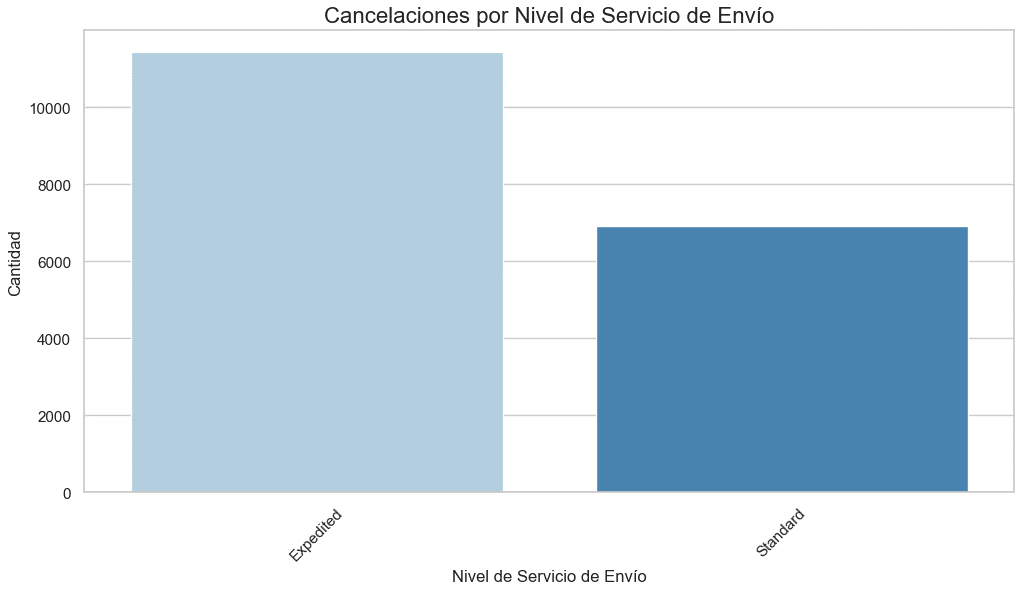 Cancelaciones por Nivel de Servicio de Envío
10000
8000
6000
4000
2000
0
Cantidad
Expedited
Standard
Nivel de Servicio de Envío